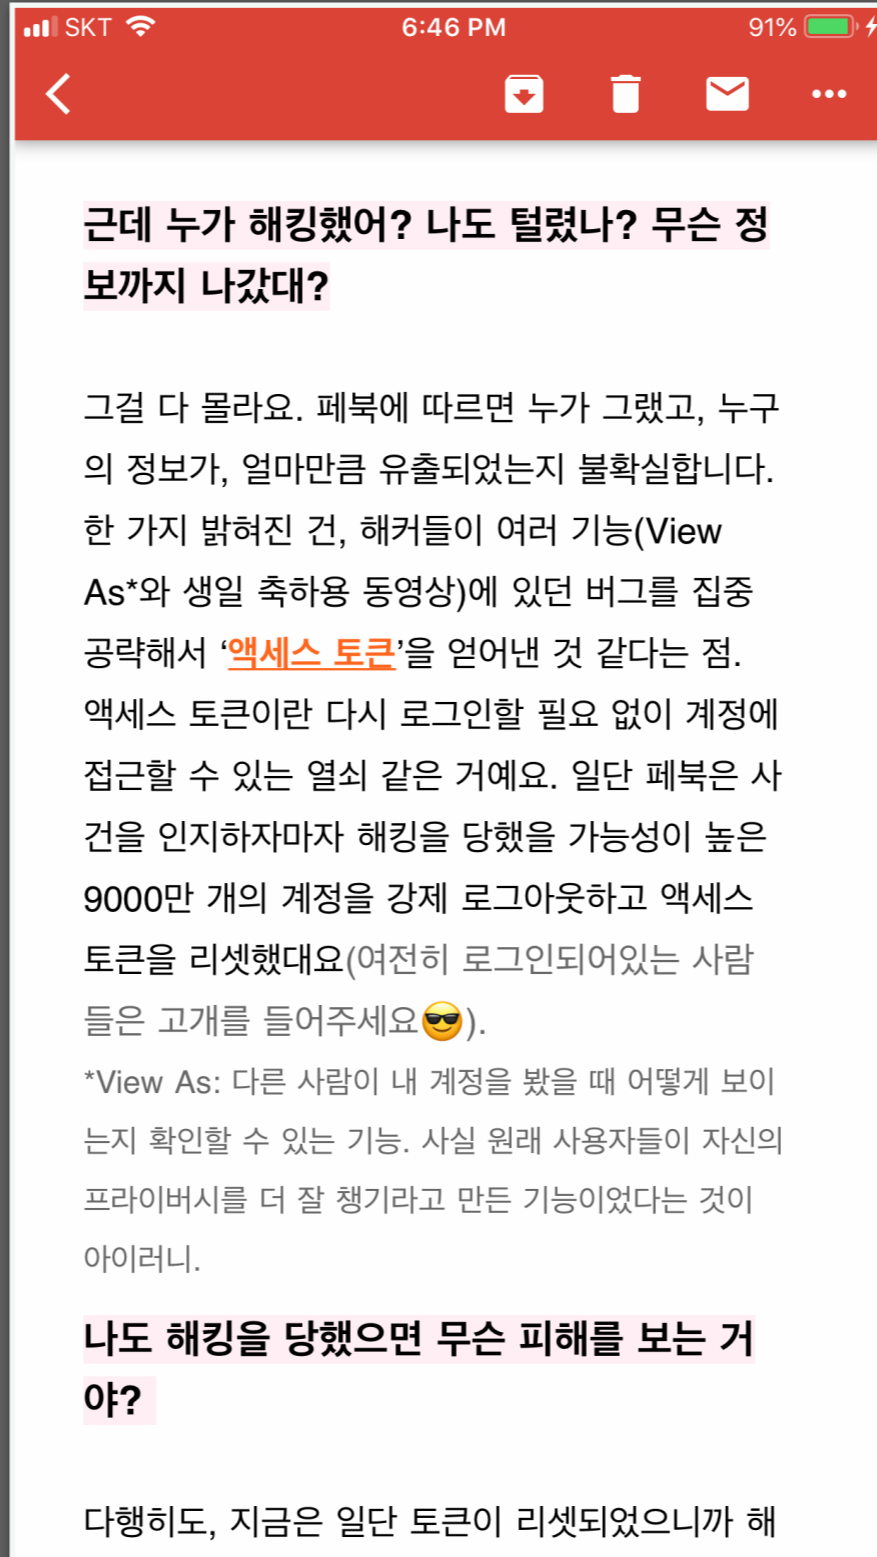 SKT 6:46 PM 91%
근데 누가 해킹했어? 나도 털렸나? 무슨 정
보까지 나갔대?
그걸 다 몰라요. 페북에 따르면 누가 그랬고, 누구
의 정보가, 얼마만큼 유출되었는지 불확실합니다.
한 가지 밝혀진 건, 해커들이 여러 기능(View
As*와 생일 축하용 동영상)에 있던 버그를 집중
공략해서 ‘액세스 토큰’을 얻어낸 것 같다는 점.
액세스 토큰이란 다시 로그인할 필요 없이 계정에
접근할 수 있는 열쇠 같은 거예요. 일단 페북은 사
건을 인지하자마자 해킹을 당했을 가능성이 높은
9000만 개의 계정을 강제 로그아웃하고 액세스
토큰을 리셋했대요(여전히 로그인되어있는 사람
들은 고개를 들어주세요😎).
*View As: 다른 사람이 내 계정을 봤을 때 어떻게 보이
는지 확인할 수 있는 기능. 사실 원래 사용자들이 자신의
프라이버시를 더 잘 챙기라고 만든 기능이었다는 것이
아이러니.
나도 해킹을 당했으면 무슨 피해를 보는 거
야?
다행히도, 지금은 일단 토큰이 리셋되었으니까 해